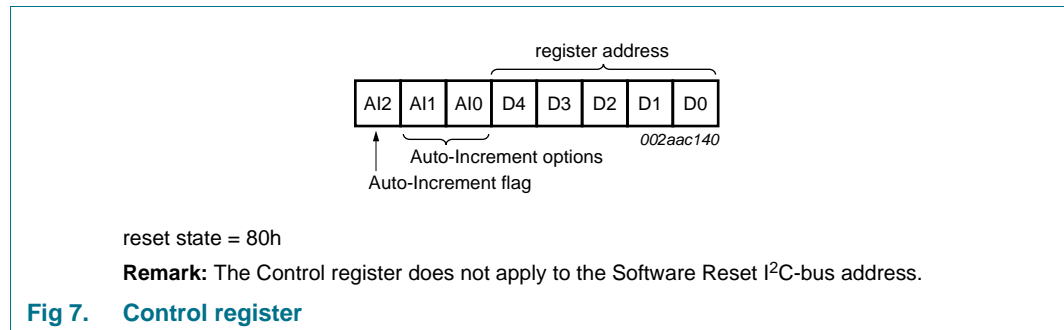 register address
AI2 AI1 AI0 D4 D3 D2 D1 D0
002aac140
Auto-Increment options
Auto-Increment flag
reset state = 80h
Remark: The Control register does not apply to the Software Reset I²C-bus address.
Fig 7. Control register